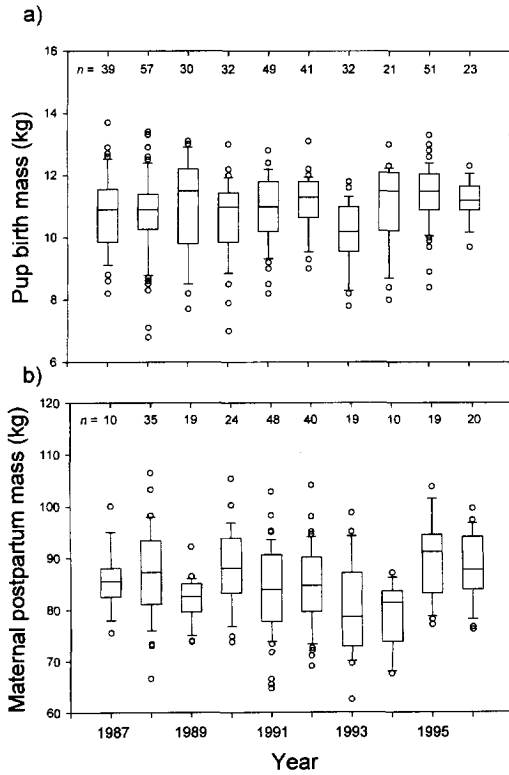 a)
Pup birth mass (kg)
16
14
12
10
8
6
n = 39 57 30 32 49 41 32 21 51 23
b)
Maternal postpartum mass (kg)
120
110
100
90
80
70
60
n = 10 35 19 24 48 40 19 10 19 20
1987 1989 1991 1993 1995
Year